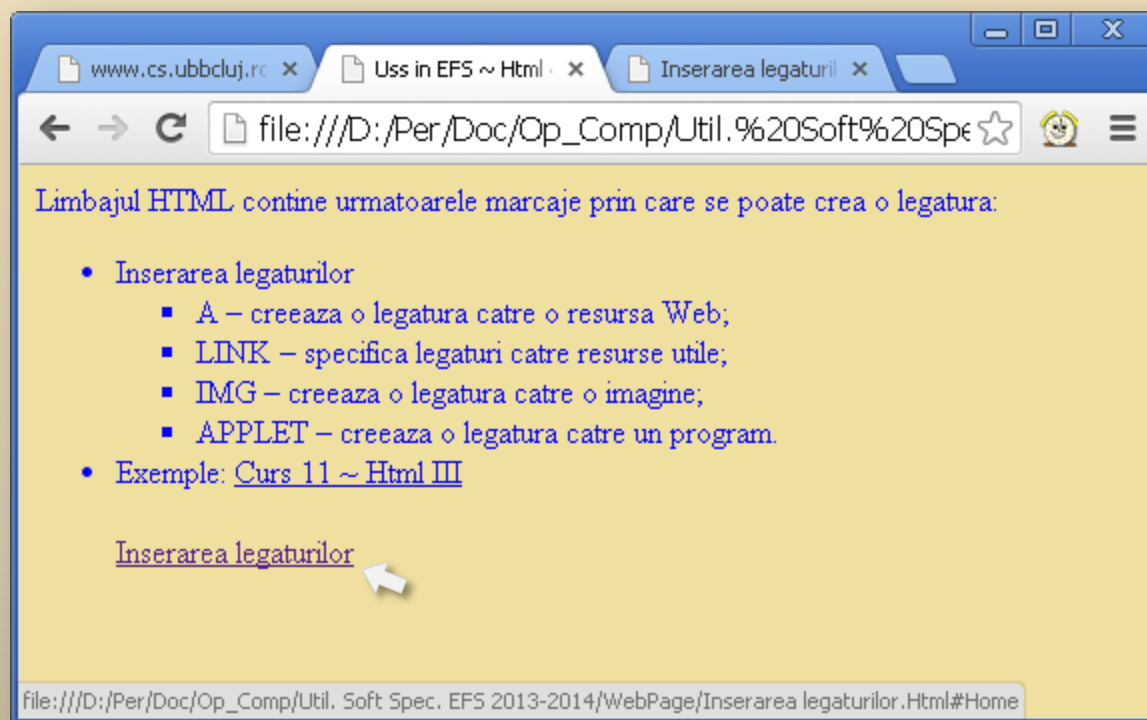 www.cs.ubbcluj.rc
Uss in EFS ~ Html
Inserarea legaturil
file:///D:/Per/Doc/Op_Comp/Util.%20Soft%20Spe
Limbajul HTML contine urmatoarele marcaje prin care se poate crea o legatura:
• Inserarea legaturilor
▪ A – creeaza o legatura catre o resursa Web;
▪ LINK – specifica legaturi catre resurse utile;
▪ IMG – creeaza o legatura catre o imagine;
▪ APPLET – creeaza o legatura catre un program.
• Exemple: Curs 11 ~ Html III
Inserarea legaturilor
file:///D:/Per/Doc/Op_Comp/Util. Soft Spec. EFS 2013-2014/WebPage/Inserarea legaturilor.Html#Home